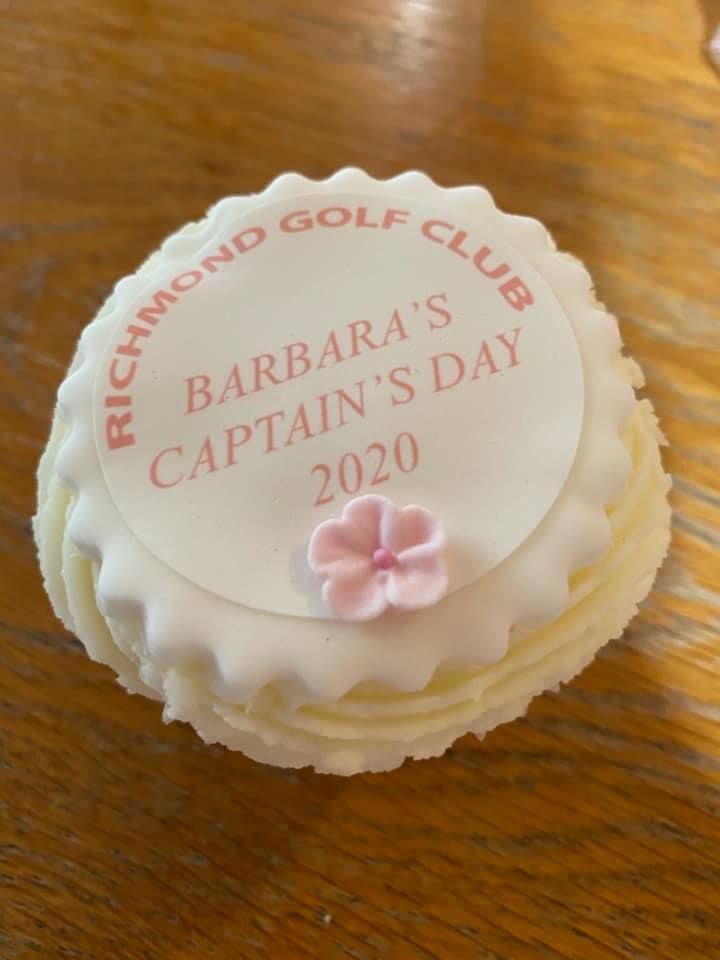 RICHMOND GOLF CLUB
BARBARA'S
CAPTAIN'S DAY
2020